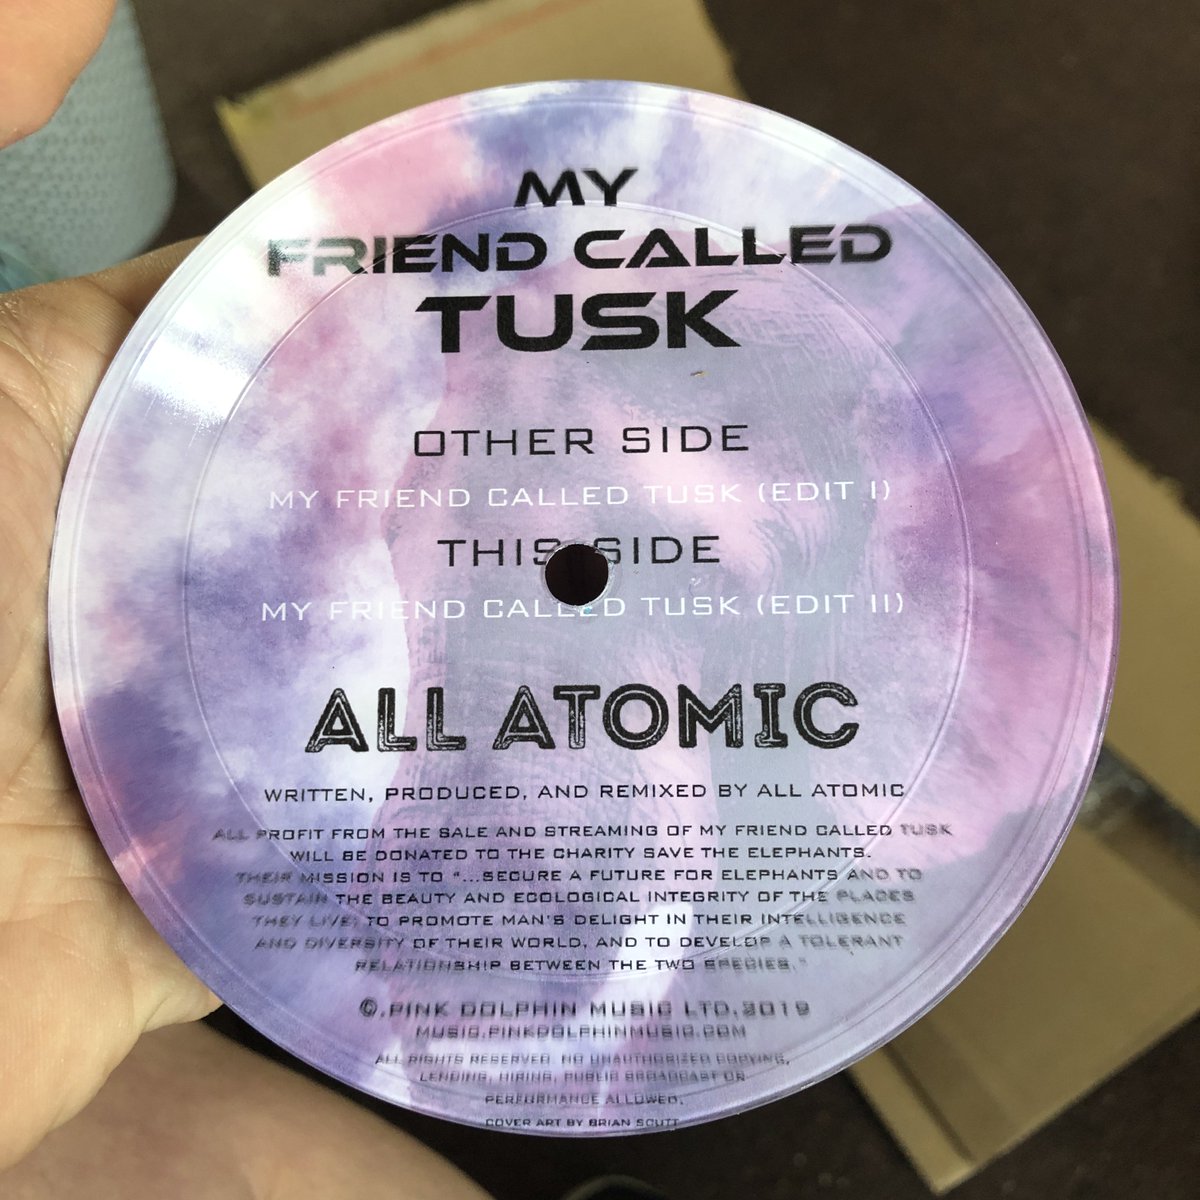 MY
FRIEND CALLED
TUSK
OTHER SIDE
MY FRIEND CALLED TUSK (EDIT I)
THIS SIDE
MY FRIEND CALLED TUSK (EDIT II)
ALL ATOMIC
WRITTEN, PRODUCED, AND REMIXED BY ALL ATOMIC
ALL PROFIT FROM THE SALE AND STREAMING OF MY FRIEND CALLED TUSK
WILL BE DONATED TO THE CHARITY SAVE THE ELEPHANTS.
THEIR MISSION IS TO "...SECURE A FUTURE FOR ELEPHANTS AND TO
SUSTAIN THE BEAUTY AND ECOLOGICAL INTEGRITY OF THE PLACES
THEY LIVE; TO PROMOTE MAN'S DELIGHT IN THEIR INTELLIGENCE
AND DIVERSITY OF THEIR WORLD, AND TO DEVELOP A TOLERANT
RELATIONSHIP BETWEEN THE TWO SPECIES."
©.PINK DOLPHIN MUSIC LTD.2019
MUSIC.PINKDOLPHINMUSIC.COM
ALL RIGHTS RESERVED. NO UNAUTHORIZED COPYING,
LENDING, HIRING, PUBLIC BROADCAST OR
PERFORMANCE ALLOWED.
COVER ART BY BRIAN SCUTT